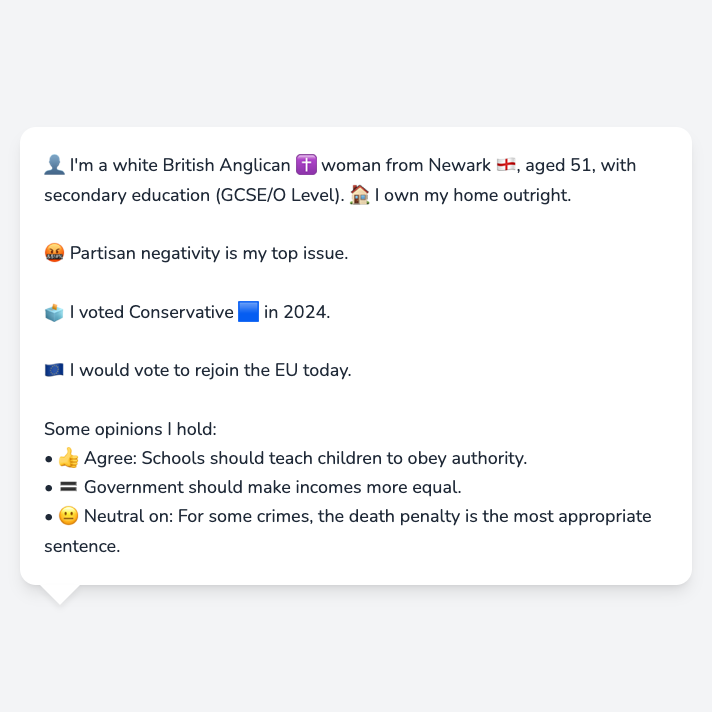 👤 I'm a white British Anglican ✝️ woman from Newark 🏴󠁧󠁢󠁥󠁮󠁧󠁿, aged 51, with
secondary education (GCSE/O Level). 🏠 I own my home outright.
🤬 Partisan negativity is my top issue.
🗳️ I voted Conservative 🟦 in 2024.
🇪🇺 I would vote to rejoin the EU today.
Some opinions I hold:
• 👍 Agree: Schools should teach children to obey authority.
• 🟰 Government should make incomes more equal.
• 😐 Neutral on: For some crimes, the death penalty is the most appropriate
sentence.